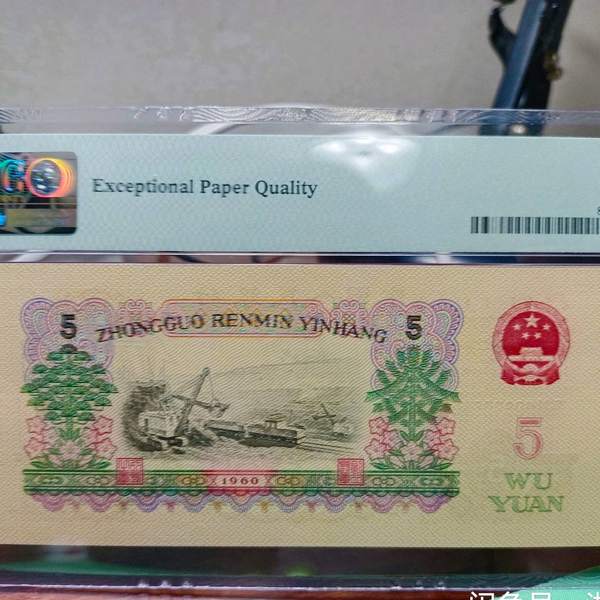 Exceptional Paper Quality
5 ZHONGGUO RENMIN YINHANG 5
1960
5
WU
YUAN